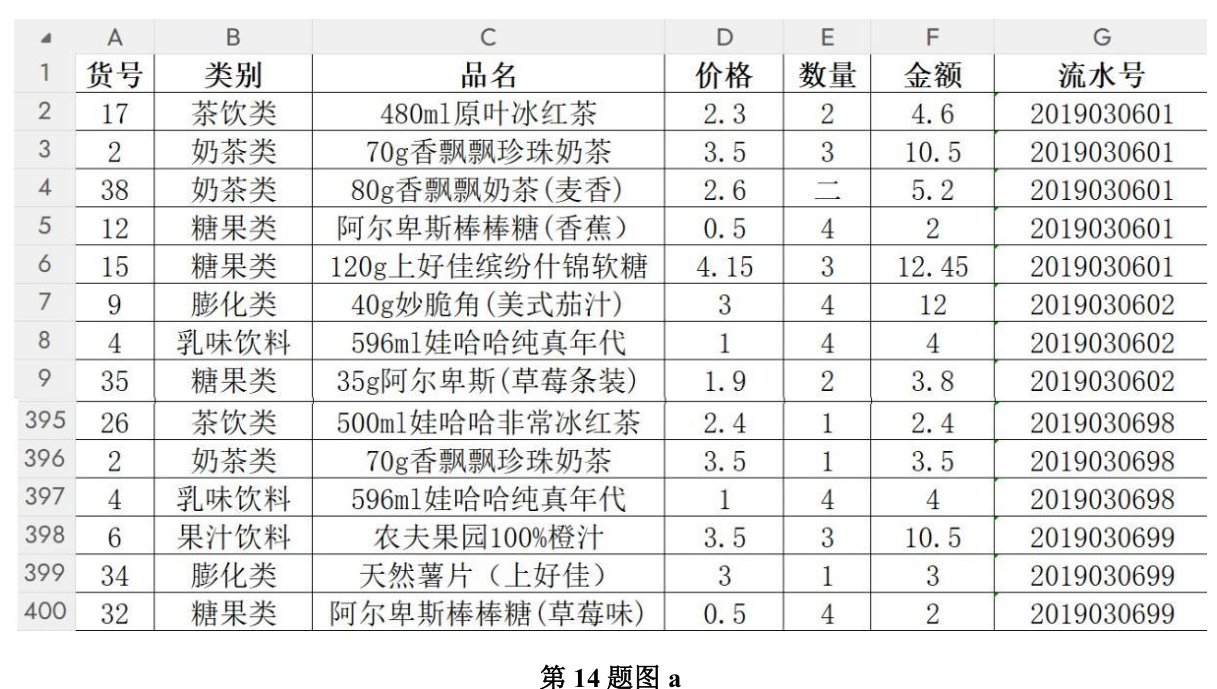 A B C D E F G
1 货号 类别 品名 价格 数量 金额 流水号
2 17 茶饮类 480ml原叶冰红茶 2.3 2 4.6 2019030601
3 2 奶茶类 70g香飘飘珍珠奶茶 3.5 3 10.5 2019030601
4 38 奶茶类 80g香飘飘奶茶(麦香) 2.6 二 5.2 2019030601
5 12 糖果类 阿尔卑斯棒棒糖(香蕉） 0.5 4 2 2019030601
6 15 糖果类 120g上好佳缤纷什锦软糖 4.15 3 12.45 2019030601
7 9 膨化类 40g妙脆角(美式茄汁) 3 4 12 2019030602
8 4 乳味饮料 596ml娃哈哈纯真年代 1 4 4 2019030602
9 35 糖果类 35g阿尔卑斯(草莓条装) 1.9 2 3.8 2019030602
395 26 茶饮类 500ml娃哈哈非常冰红茶 2.4 1 2.4 2019030698
396 2 奶茶类 70g香飘飘珍珠奶茶 3.5 1 3.5 2019030698
397 4 乳味饮料 596ml娃哈哈纯真年代 1 4 4 2019030698
398 6 果汁饮料 农夫果园100%橙汁 3.5 3 10.5 2019030699
399 34 膨化类 天然薯片（上好佳） 3 1 3 2019030699
400 32 糖果类 阿尔卑斯棒棒糖(草莓味) 0.5 4 2 2019030699
第 14 题图 a